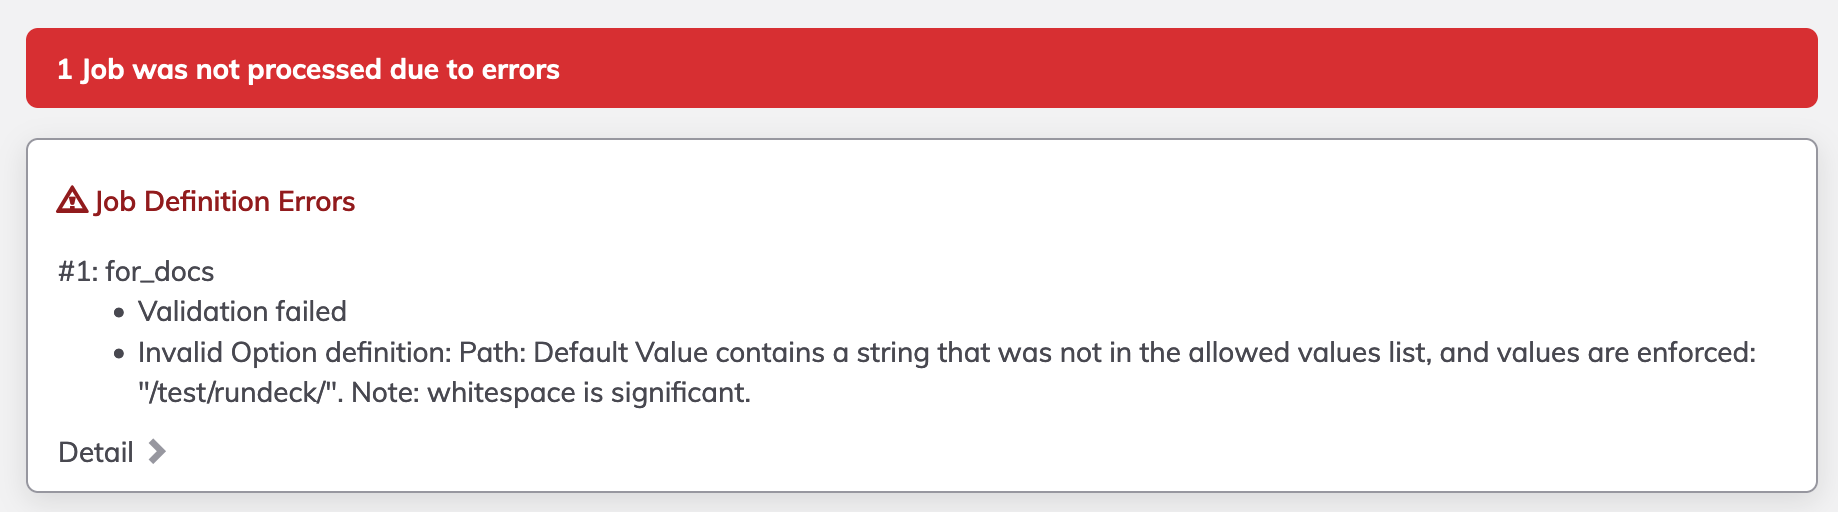 1 Job was not processed due to errors
Job Definition Errors
#1: for_docs
• Validation failed
• Invalid Option definition: Path: Default Value contains a string that was not in the allowed values list, and values are enforced:
"/test/rundeck/". Note: whitespace is significant.
Detail